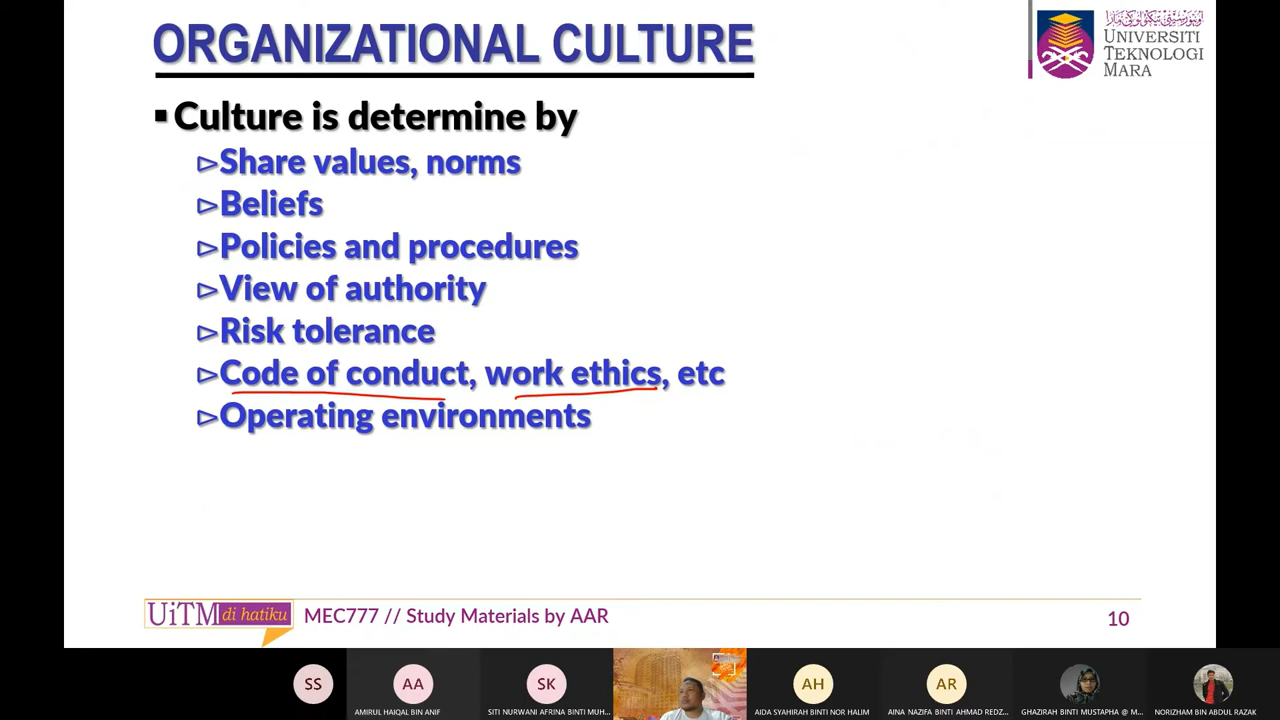 ORGANIZATIONAL CULTURE
UNIVERSITI
TEKNOLOGI
MARA
Culture is determine by
Share values, norms
Beliefs
Policies and procedures
View of authority
Risk tolerance
Code of conduct, work ethics, etc
Operating environments
UiTM di hatiku
MEC777 // Study Materials by AAR
10
SS
AA
SK
AH
AR
AMIRUL HAIQAL BIN ANIF
SITI NURWANI AFRINA BINTI MUH...
AIDA SYAHIRAH BINTI NOR HALIM
AINA NAZIFA BINTI AHMAD REDZ...
GHAZIRAH BINTI MUSTAPHA @ M...
NORIZHAM BIN ABDUL RAZAK